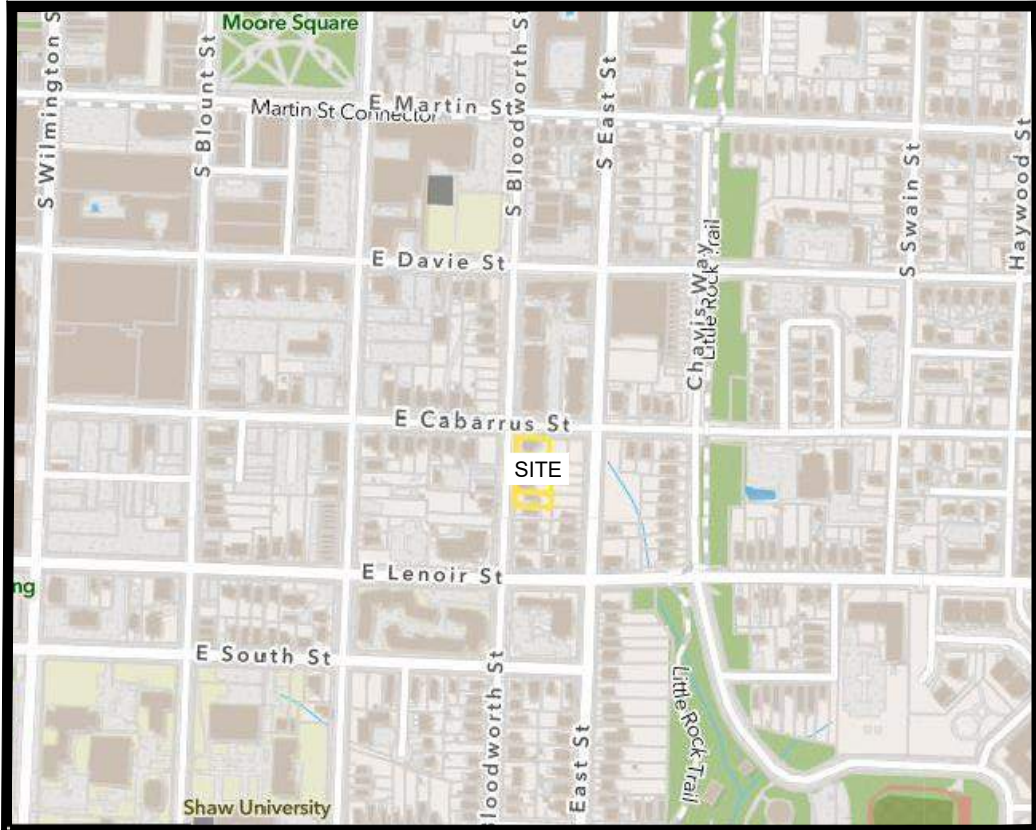 Moore Square
S Wilmington S
S Blount St
S Bloodworth St
S East St
E Martin St
Martin St Connector
S Swain St
Haywood St
E Davie St
Chavis Way
Little Rock Trail
E Cabarrus St
SITE
E Lenoir St
ng
E South St
Bloodworth St
East St
Little Rock Trail
Shaw University